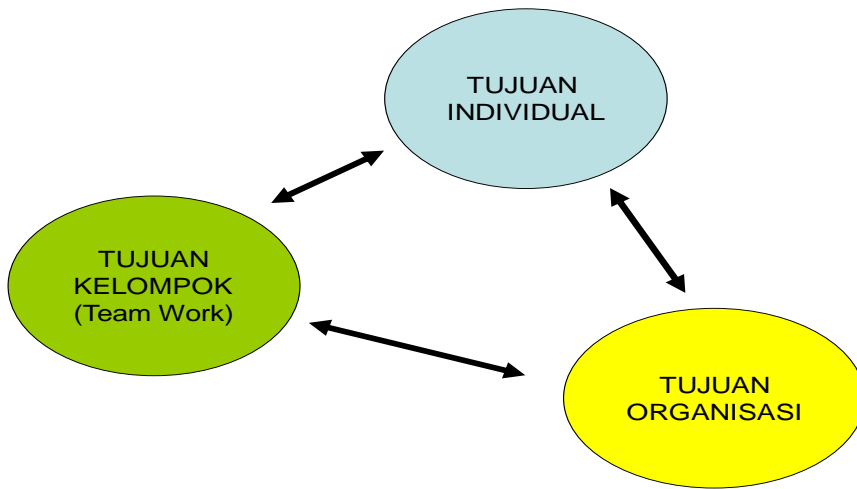 TUJUAN
INDIVIDUAL
TUJUAN
KELOMPOK
(Team Work)
TUJUAN
ORGANISASI